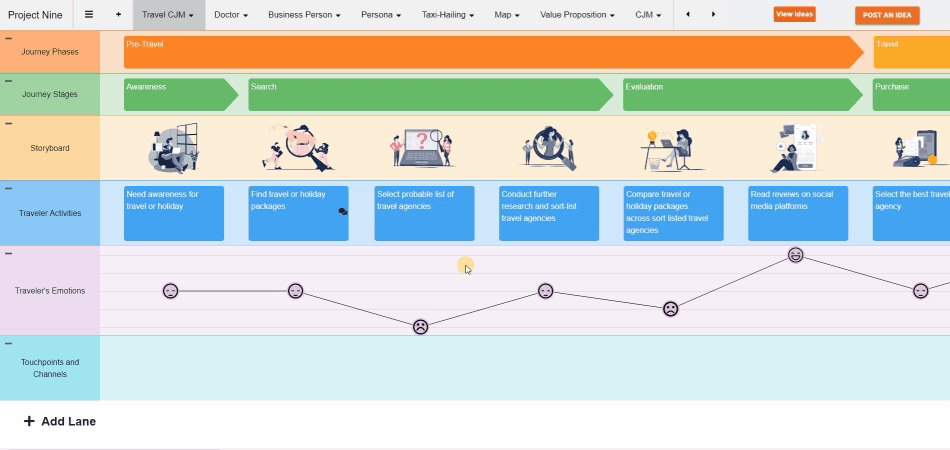 Project Nine
Travel CJM
Doctor
Business Person
Persona
Taxi-Hailing
Map
Value Proposition
CJM
View Ideas
POST AN IDEA
Journey Phases
Pre-Travel
Travel
Journey Stages
Awareness
Search
Evaluation
Purchase
Storyboard
?
Traveler Activities
Need awareness for
travel or holiday
Find travel or holiday
packages
Select probable list of
travel agencies
Conduct further
research and sort-list
travel agencies
Compare travel or
holiday packages
across sort listed travel
agencies
Read reviews on social
media platforms
Select the best travel
agency
Traveler's Emotions
Touchpoints and
Channels
Add Lane